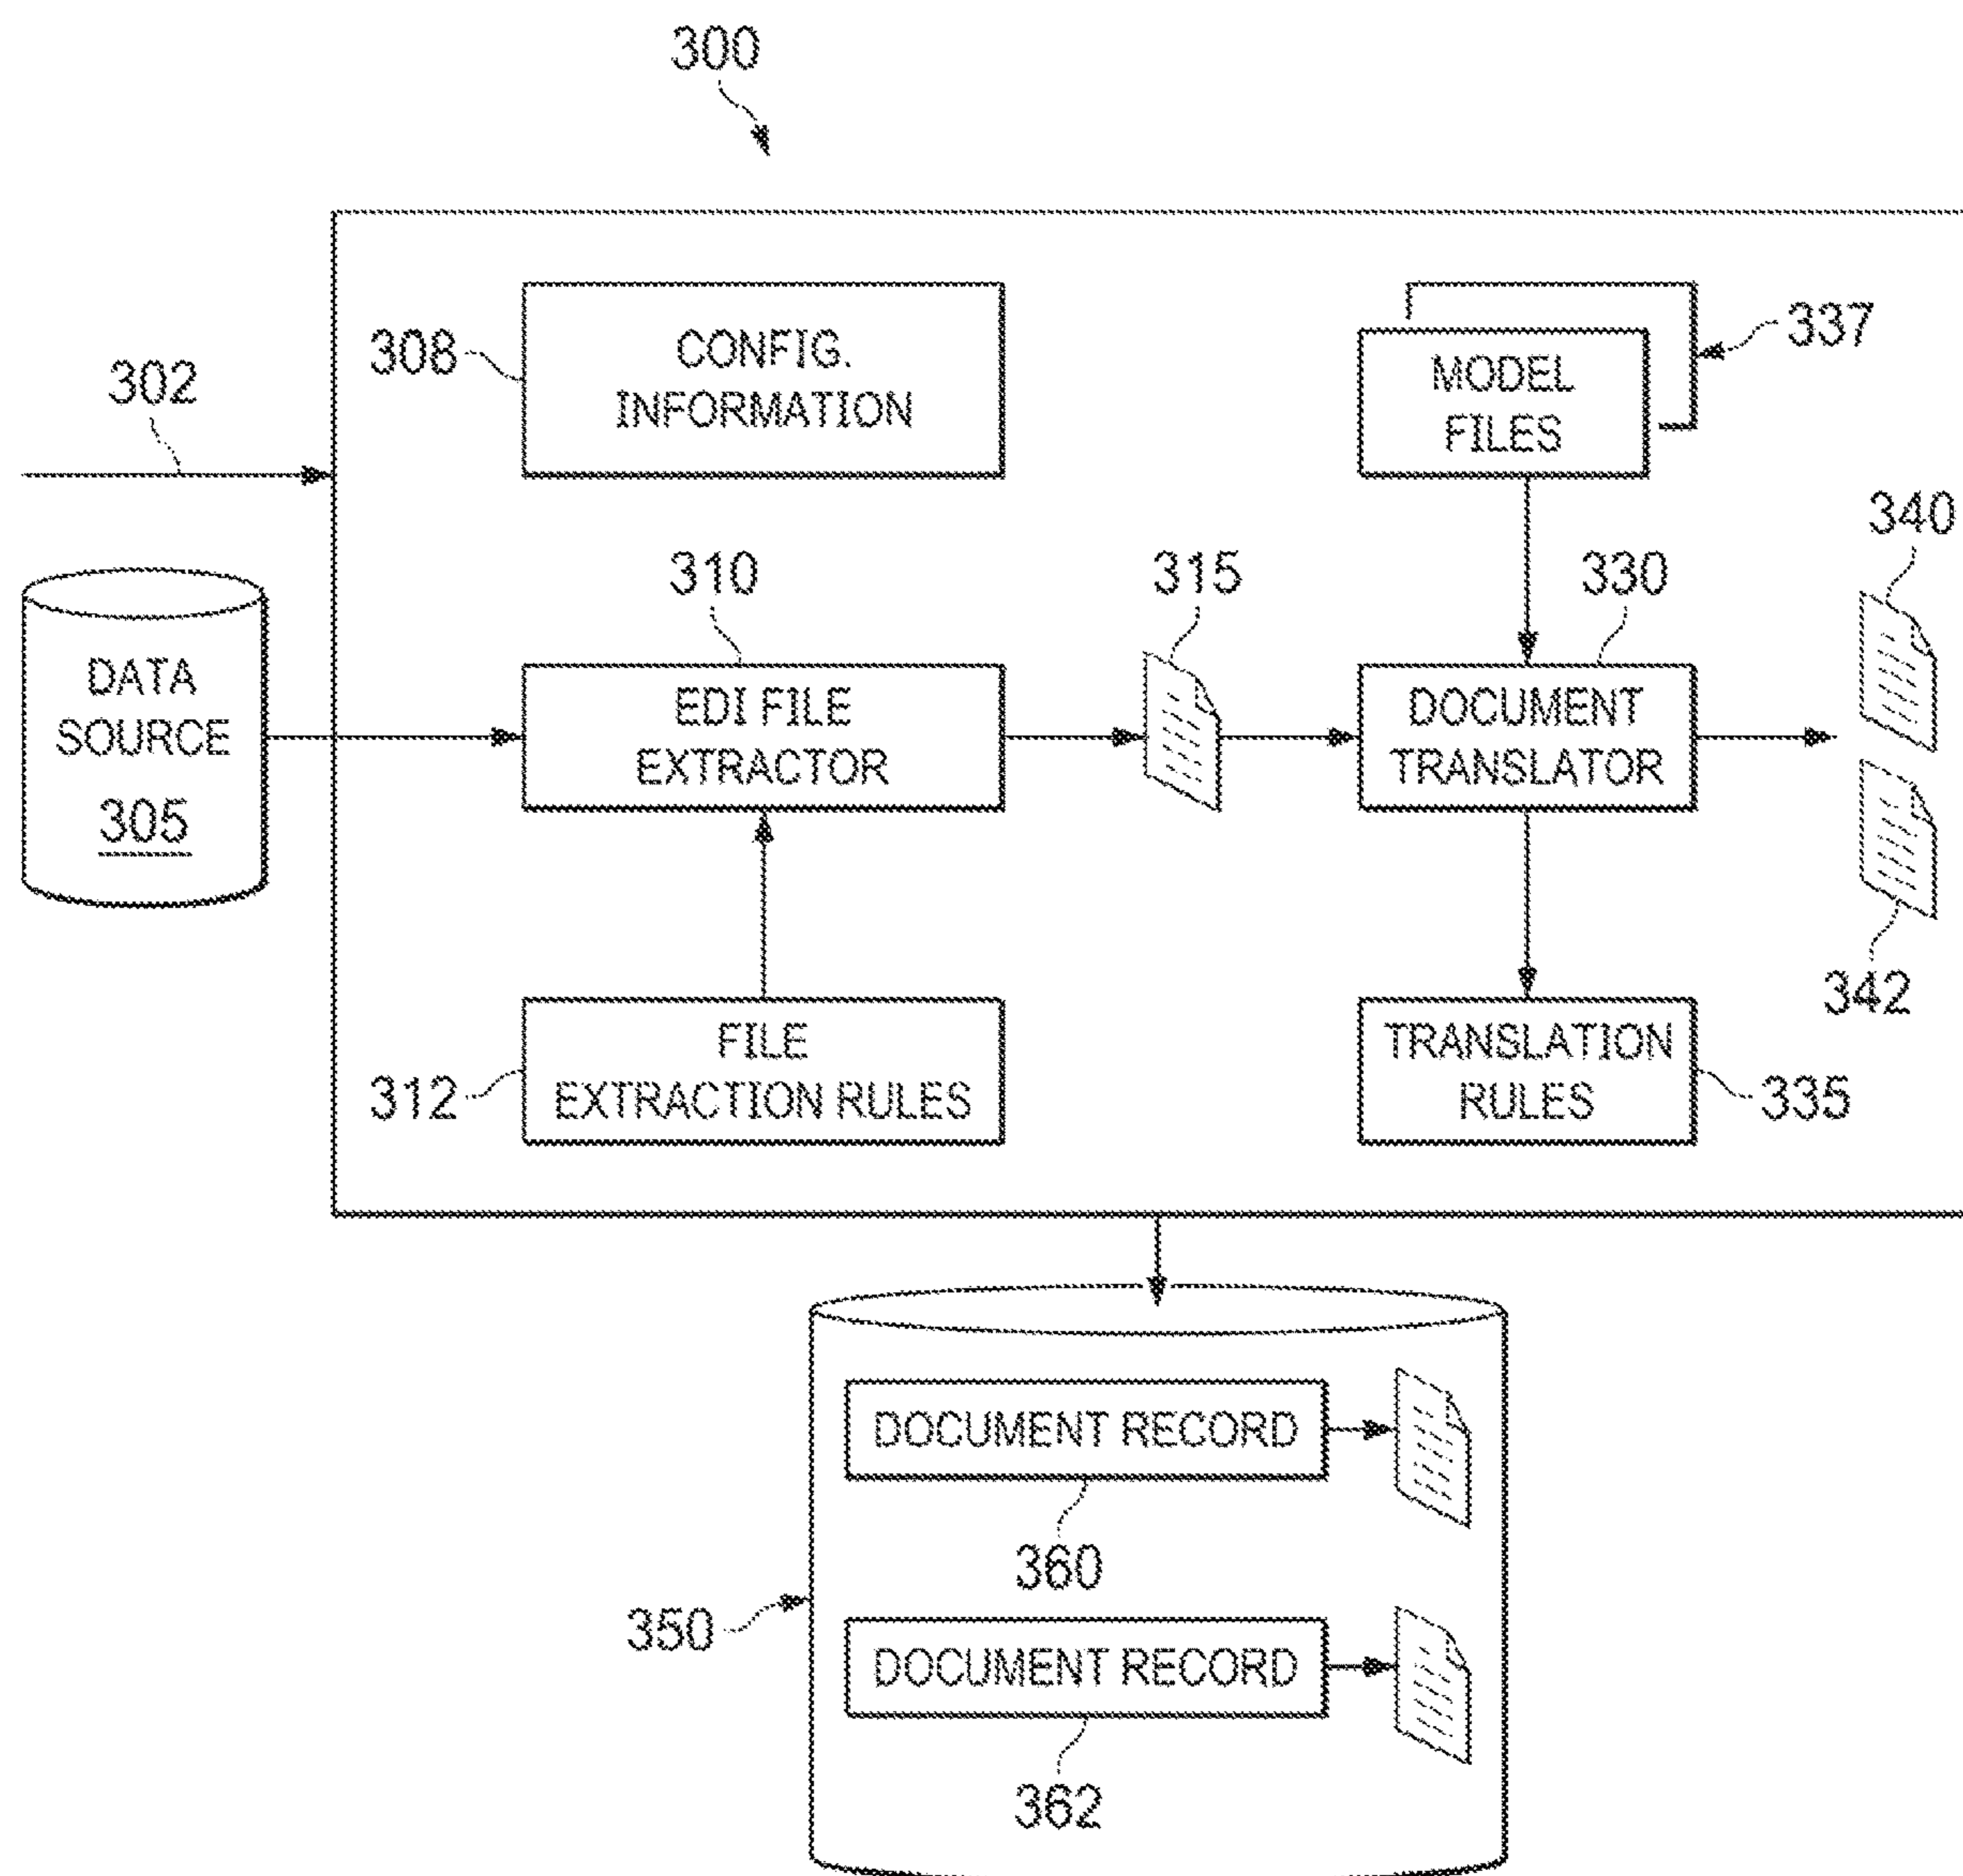 300
302
308
CONFIG.
INFORMATION
MODEL
FILES
337
DATA
SOURCE
305
310
EDI FILE
EXTRACTOR
315
330
DOCUMENT
TRANSLATOR
340
342
312
FILE
EXTRACTION RULES
TRANSLATION
RULES
335
350
DOCUMENT RECORD
360
DOCUMENT RECORD
362